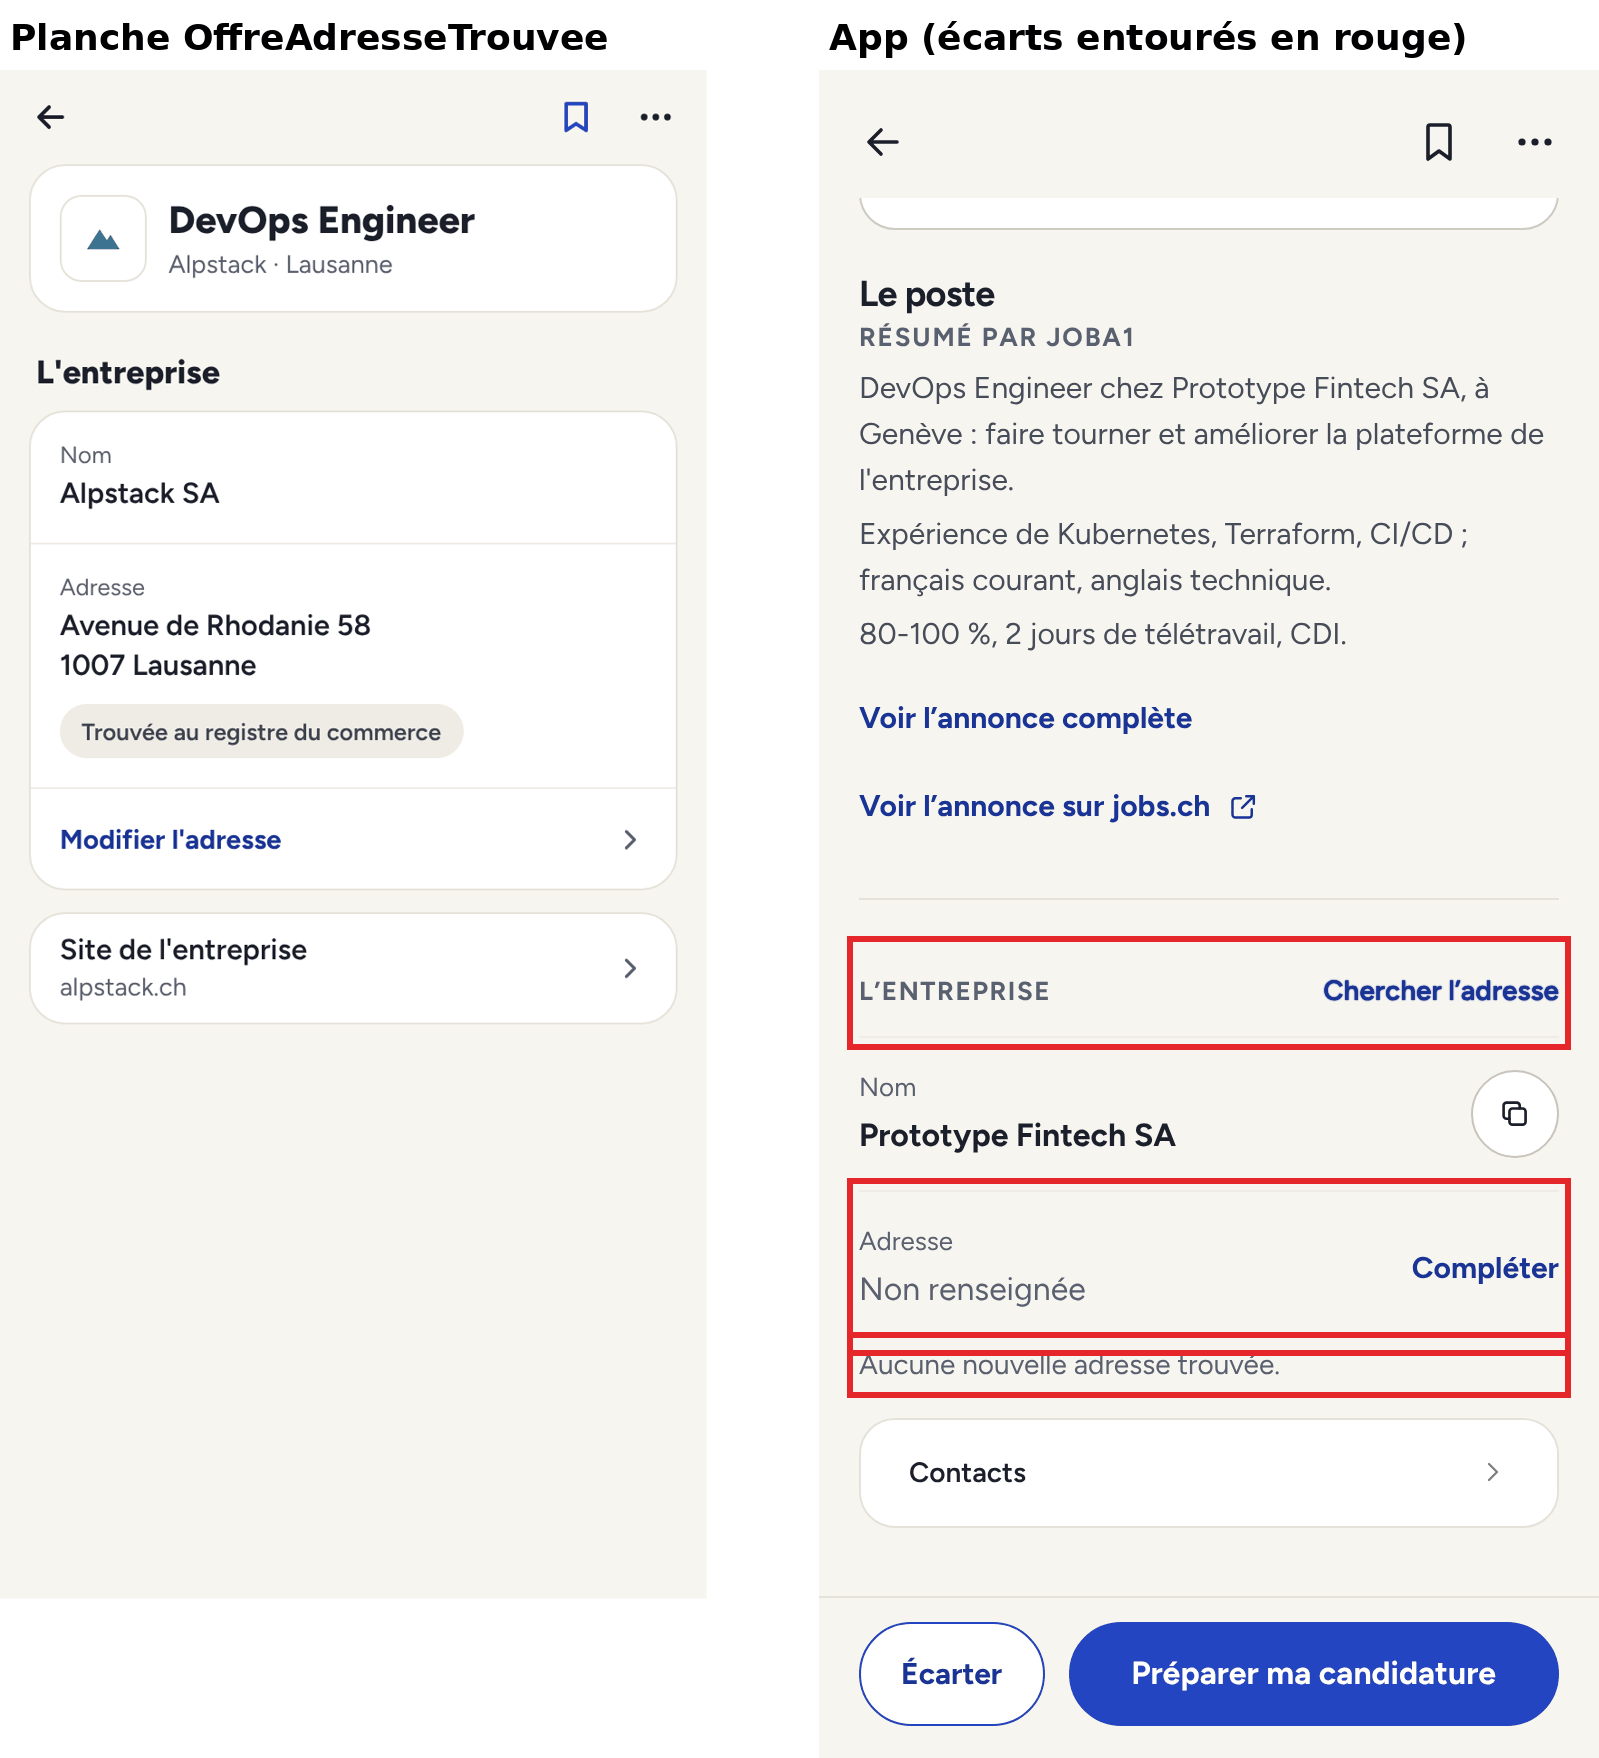 Planche OffreAdresseTrouvee
DevOps Engineer
Alpstack · Lausanne
L'entreprise
Nom
Alpstack SA
Adresse
Avenue de Rhodanie 58
1007 Lausanne
Trouvée au registre du commerce
Modifier l'adresse
Site de l'entreprise
alpstack.ch
App (écarts entourés en rouge)
Le poste
RÉSUMÉ PAR JOBA1
DevOps Engineer chez Prototype Fintech SA, à
Genève : faire tourner et améliorer la plateforme de
l'entreprise.
Expérience de Kubernetes, Terraform, CI/CD ;
français courant, anglais technique.
80-100 %, 2 jours de télétravail, CDI.
Voir l’annonce complète
Voir l’annonce sur jobs.ch
L’ENTREPRISE
Chercher l’adresse
Nom
Prototype Fintech SA
Adresse
Non renseignée
Compléter
Aucune nouvelle adresse trouvée.
Contacts
Écarter
Préparer ma candidature